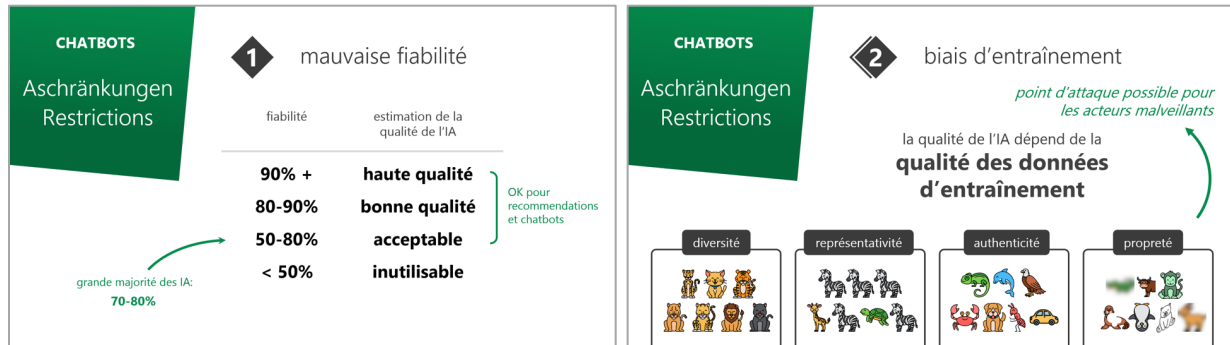 CHATBOTS
Aschränkungen
Restrictions
1
mauvaise fiabilité
fiabilité
estimation de la
qualité de l'IA
90% +
haute qualité
80-90%
bonne qualité
50-80%
acceptable
< 50%
inutilisable
OK pour
recommendations
et chatbots
grande majorité des IA:
70-80%
CHATBOTS
Aschränkungen
Restrictions
2
biais d'entraînement
point d'attaque possible pour
les acteurs malveillants
la qualité de l'IA dépend de la
qualité des données
d'entraînement
diversité
représentativité
authenticité
propreté